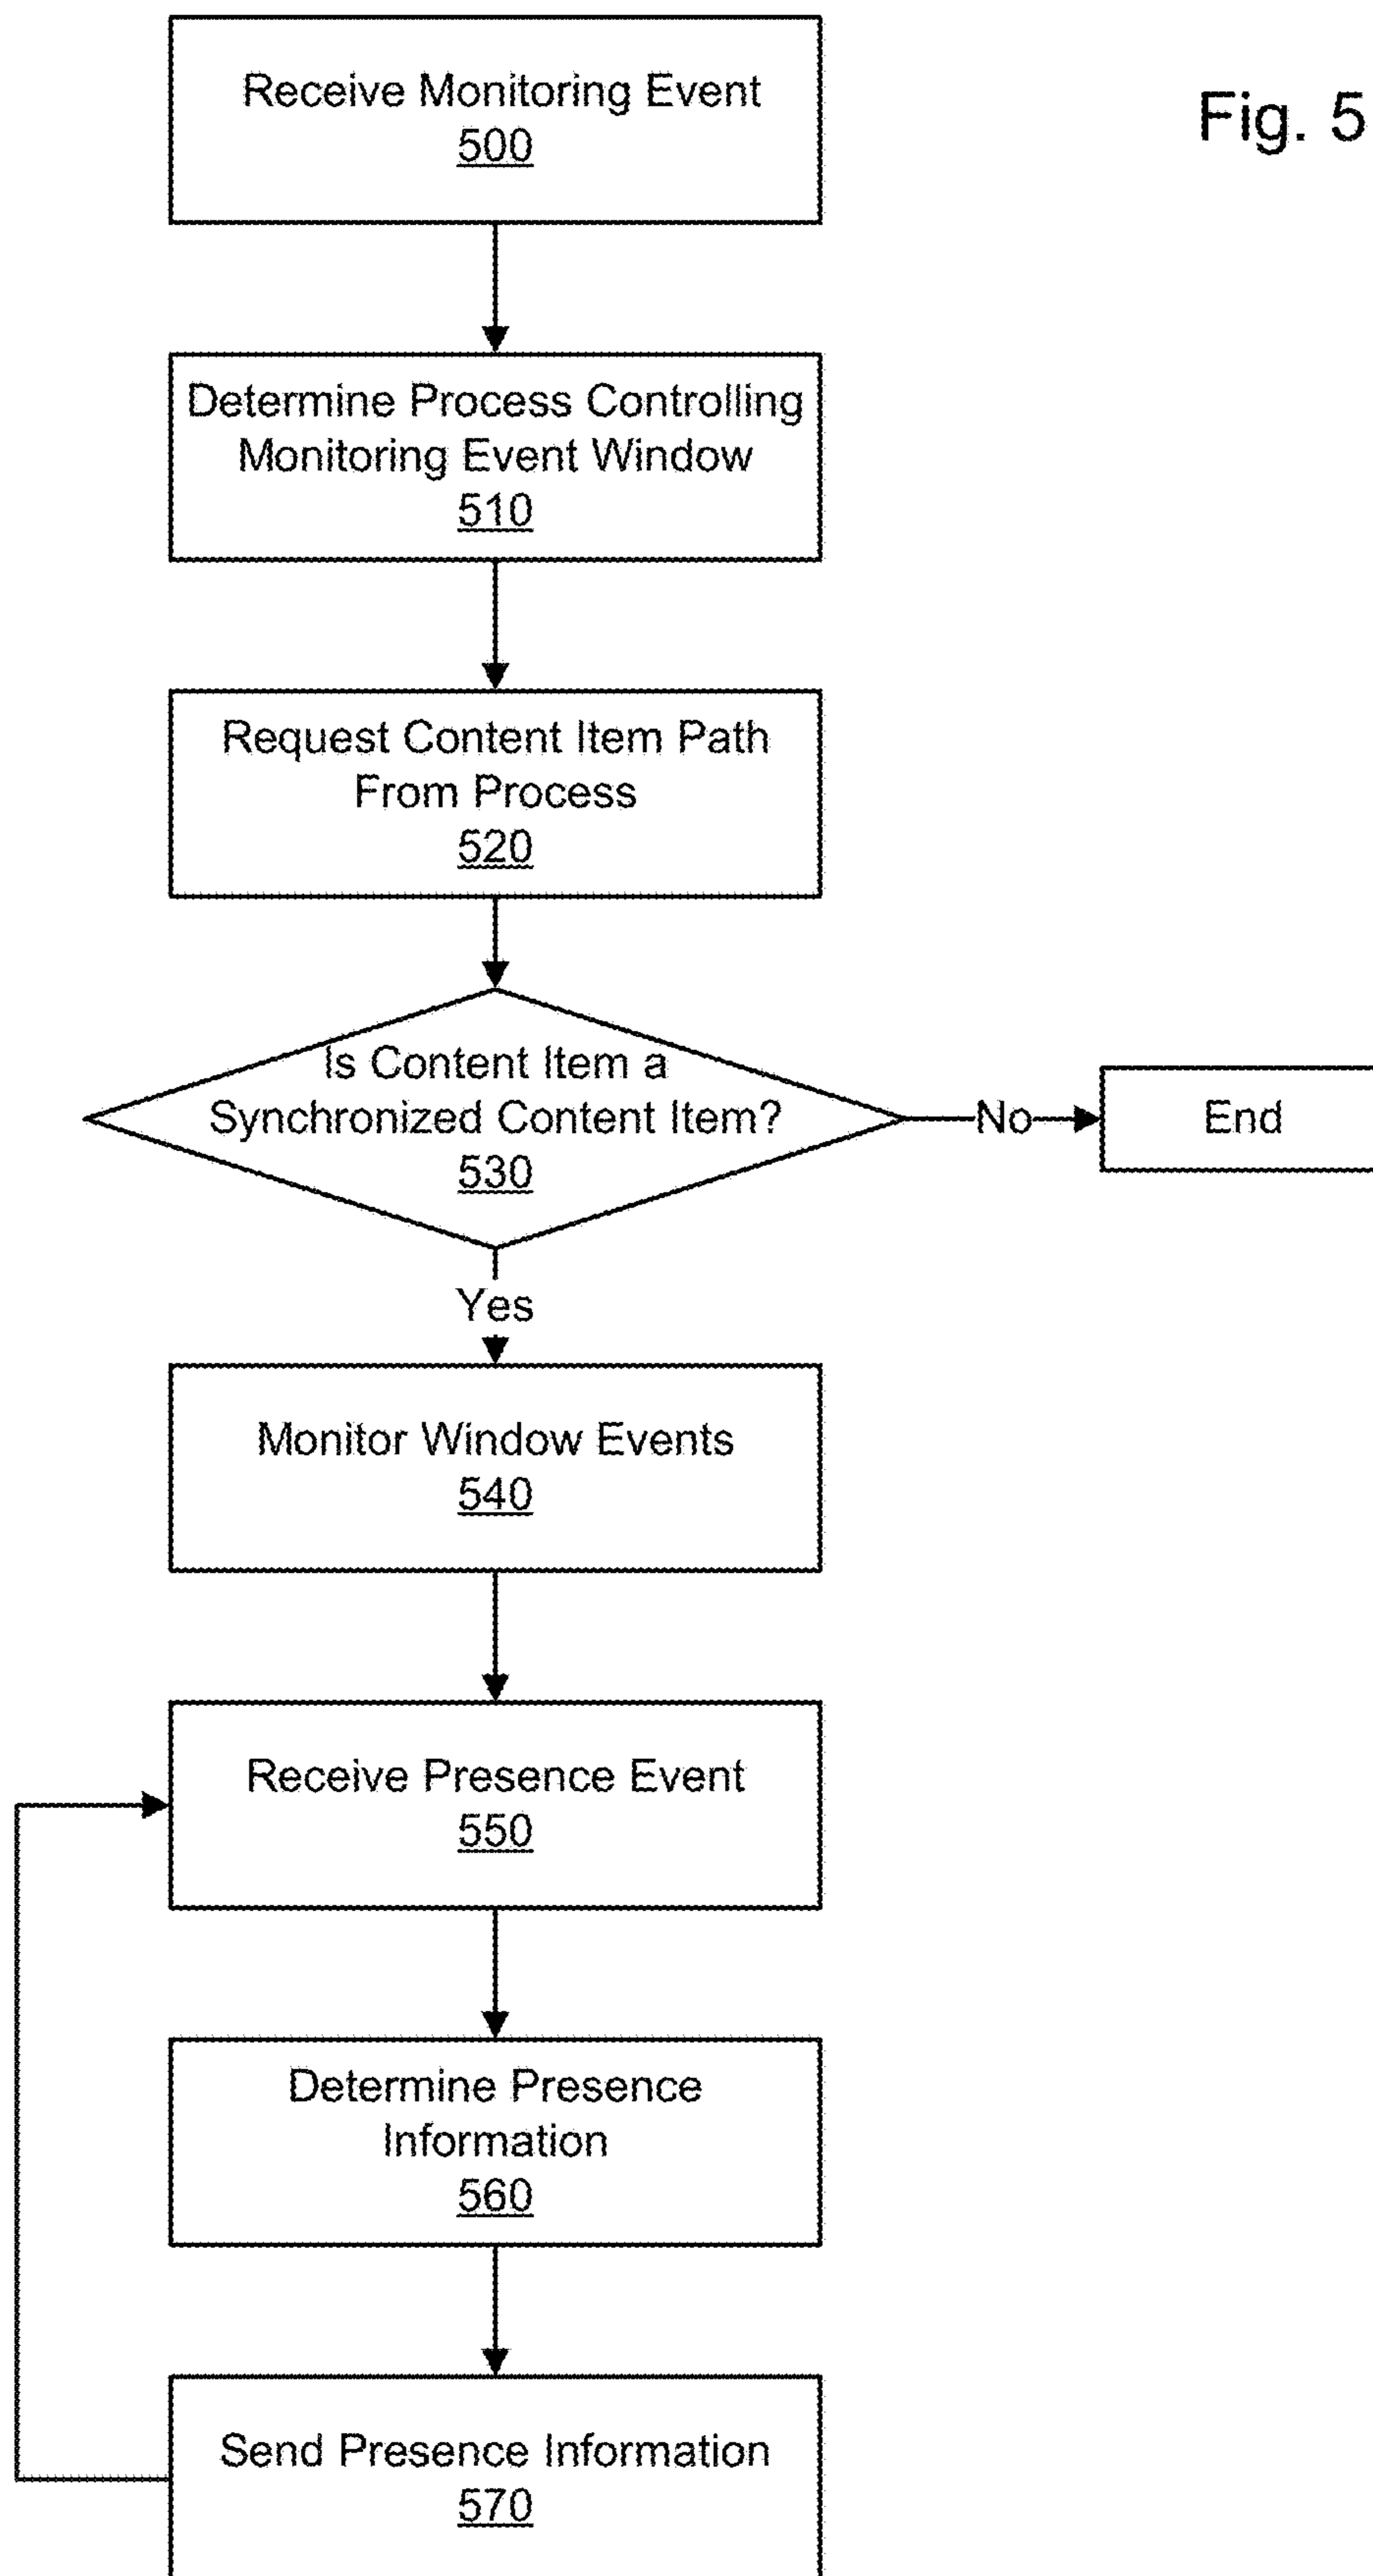 Fig. 5
Receive Monitoring Event
500
Determine Process Controlling
Monitoring Event Window
510
Request Content Item Path
From Process
520
Is Content Item a
Synchronized Content Item?
530
No
End
Yes
Monitor Window Events
540
Receive Presence Event
550
Determine Presence
Information
560
Send Presence Information
570